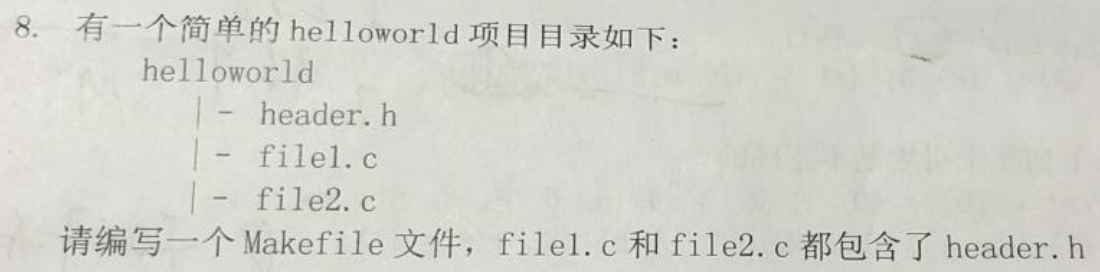 8. 有一个简单的 helloworld 项目目录如下：
helloworld
|- header.h
|- file1.c
|- file2.c
请编写一个 Makefile 文件，file1.c 和 file2.c 都包含了 header.h